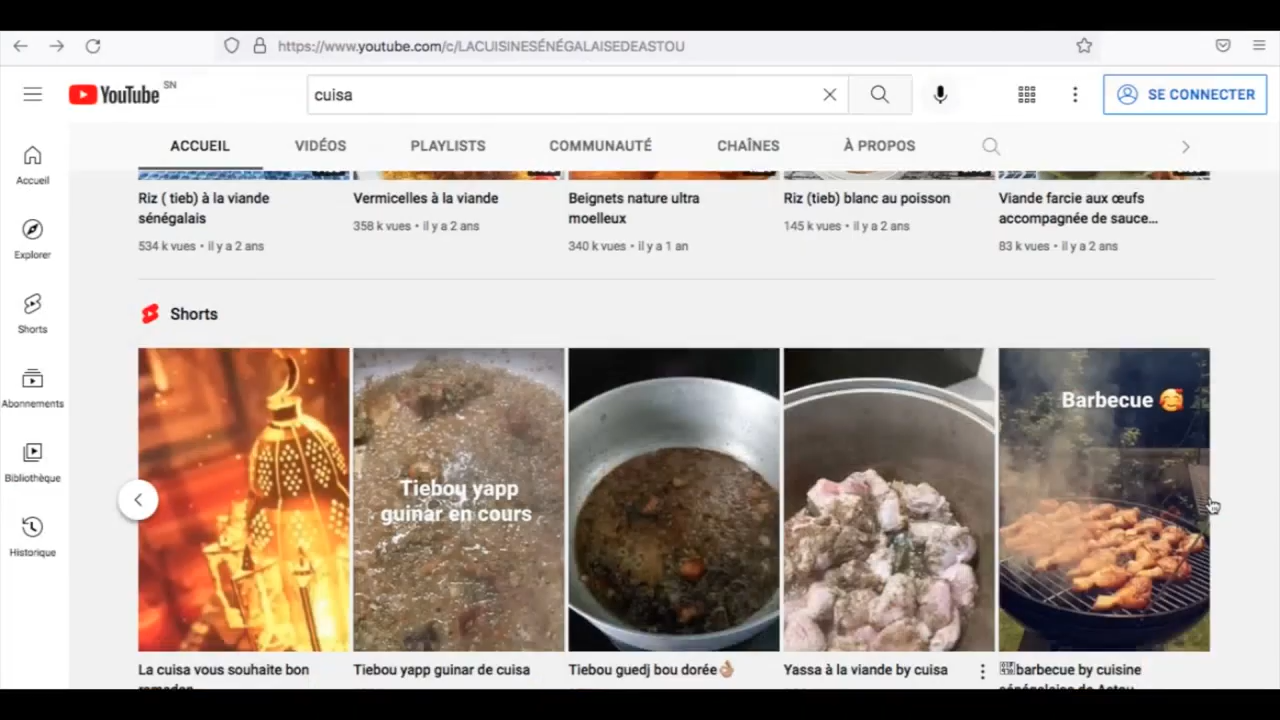 https://www.youtube.com/c/LACUISINESÉNÉGALAISEDEASTOU
YouTube SN
cuisa
SE CONNECTER
ACCUEIL VIDÉOS PLAYLISTS COMMUNAUTÉ CHAÎNES À PROPOS
Accueil
Explorer
Shorts
Abonnements
Bibliothèque
Historique
Riz ( tieb) à la viande
sénégalais
534 k vues • il y a 2 ans
Vermicelles à la viande
358 k vues • il y a 2 ans
Beignets nature ultra
moelleux
340 k vues • il y a 1 an
Riz (tieb) blanc au poisson
145 k vues • il y a 2 ans
Viande farcie aux œufs
accompagnée de sauce...
83 k vues • il y a 2 ans
Shorts
Tiebou yapp
guinar en cours
Barbecue 🥰
La cuisa vous souhaite bon
ramadan
Tiebou yapp guinar de cuisa
Tiebou guedj bou dorée👌🏽
Yassa à la viande by cuisa
barbecue by cuisine
sénégalaise de Astou